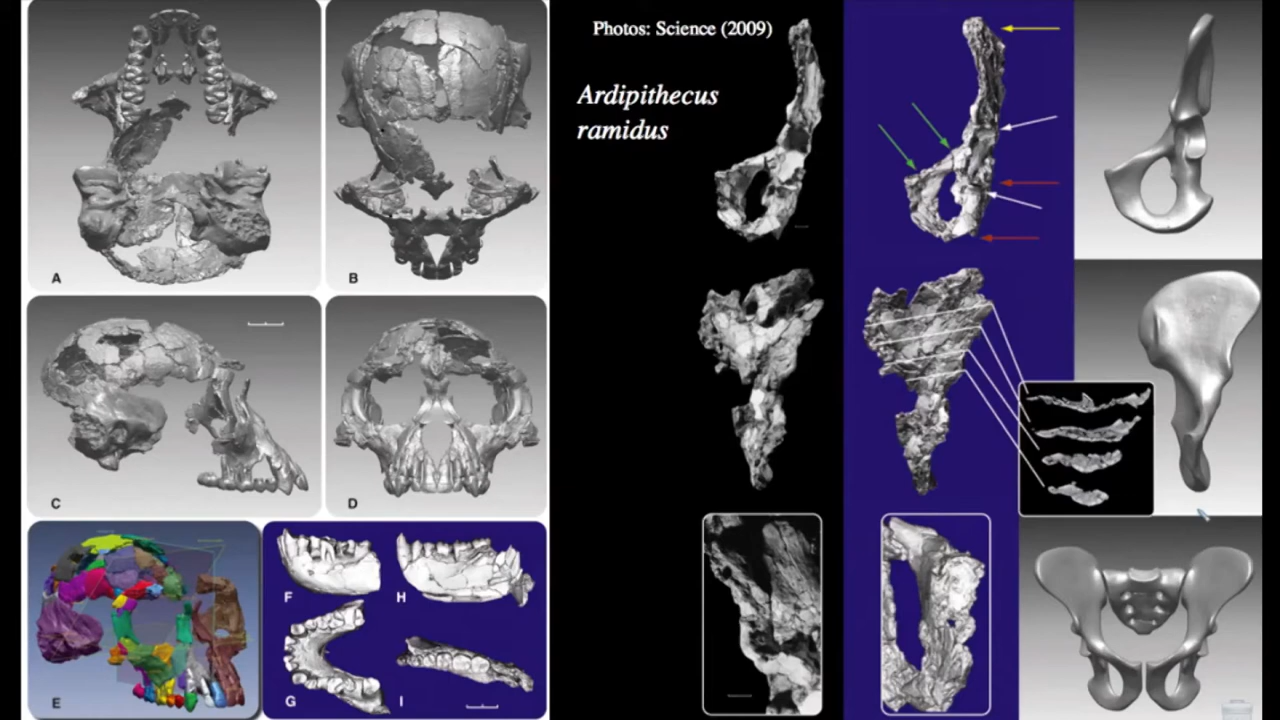 Photos: Science (2009)
Ardipithecus
ramidus
A
B
C
D
E
F
H
G
I